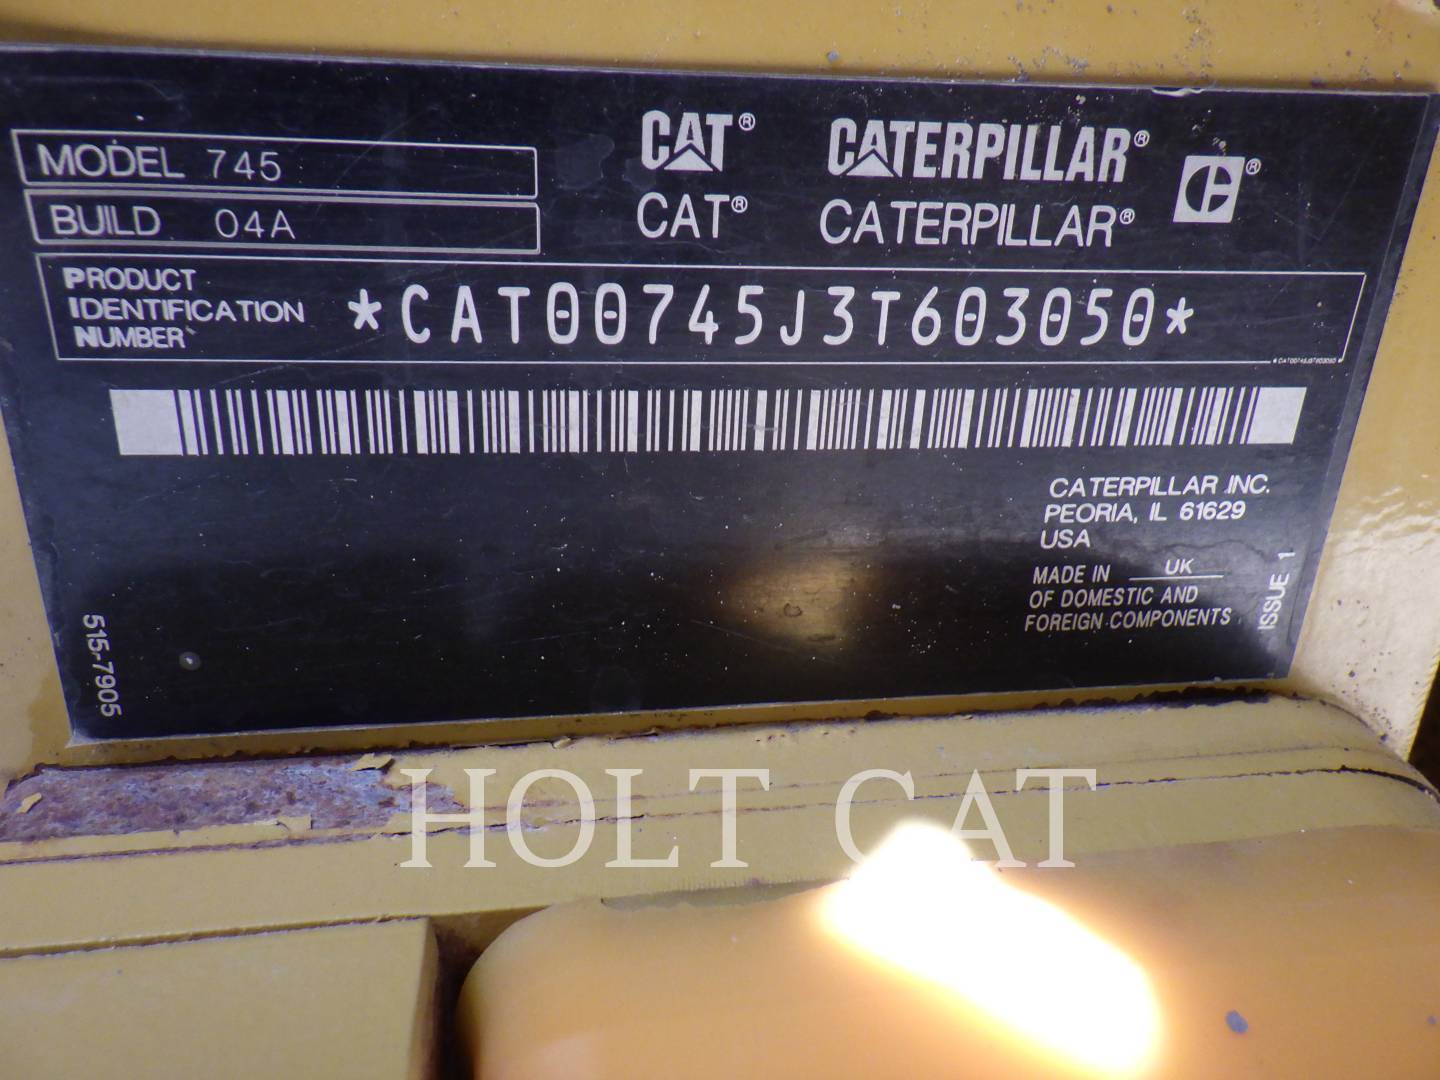 MODEL 745
BUILD 04A
CAT® CATERPILLAR® ®
CAT® CATERPILLAR®
PRODUCT
IDENTIFICATION
NUMBER
*CAT00745J3T603050*
*CAT00745J3T603050*
CATERPILLAR INC.
PEORIA, IL 61629
USA
MADE IN UK
OF DOMESTIC AND
FOREIGN COMPONENTS
ISSUE 1
515-7905
HOLT CAT